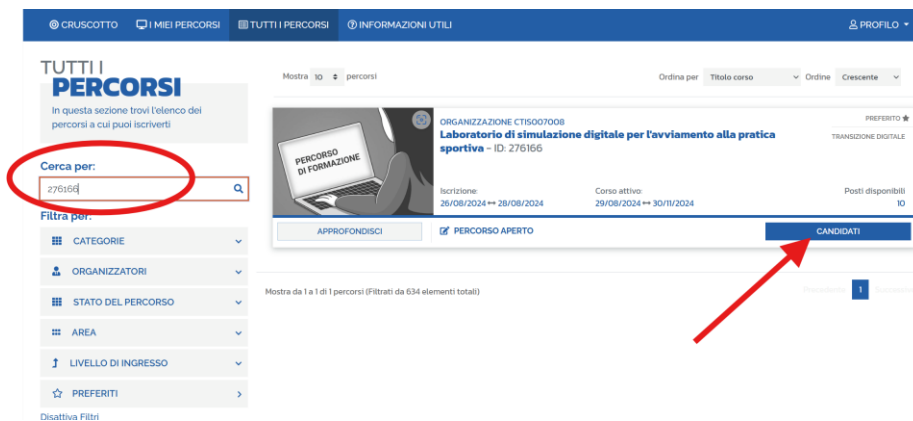 CRUSCOTTO I MIEI PERCORSI TUTTI I PERCORSI INFORMAZIONI UTILI PROFILO
TUTTI I
PERCORSI
In questa sezione trovi l'elenco dei
percorsi a cui puoi iscriverti
Cerca per:
276166
Filtra per:
CATEGORIE
ORGANIZZATORI
STATO DEL PERCORSO
AREA
LIVELLO DI INGRESSO
PREFERITI
Disattiva Filtri
Mostra 10 percorsi
Ordina per Titolo corso Ordine Crescente
PERCORSO
DI FORMAZIONE
ORGANIZZAZIONE CTIS007008
Laboratorio di simulazione digitale per l'avviamento alla pratica
sportiva - ID: 276166
PREFERITO
TRANSIZIONE DIGITALE
Iscrizione: Corso attivo: Posti disponibili
26/08/2024 ↔ 28/08/2024 29/08/2024 ↔ 30/11/2024 10
APPROFONDISCI PERCORSO APERTO CANDIDATI
Mostra da 1 a 1 di 1 percorsi (Filtrati da 634 elementi totali)
1